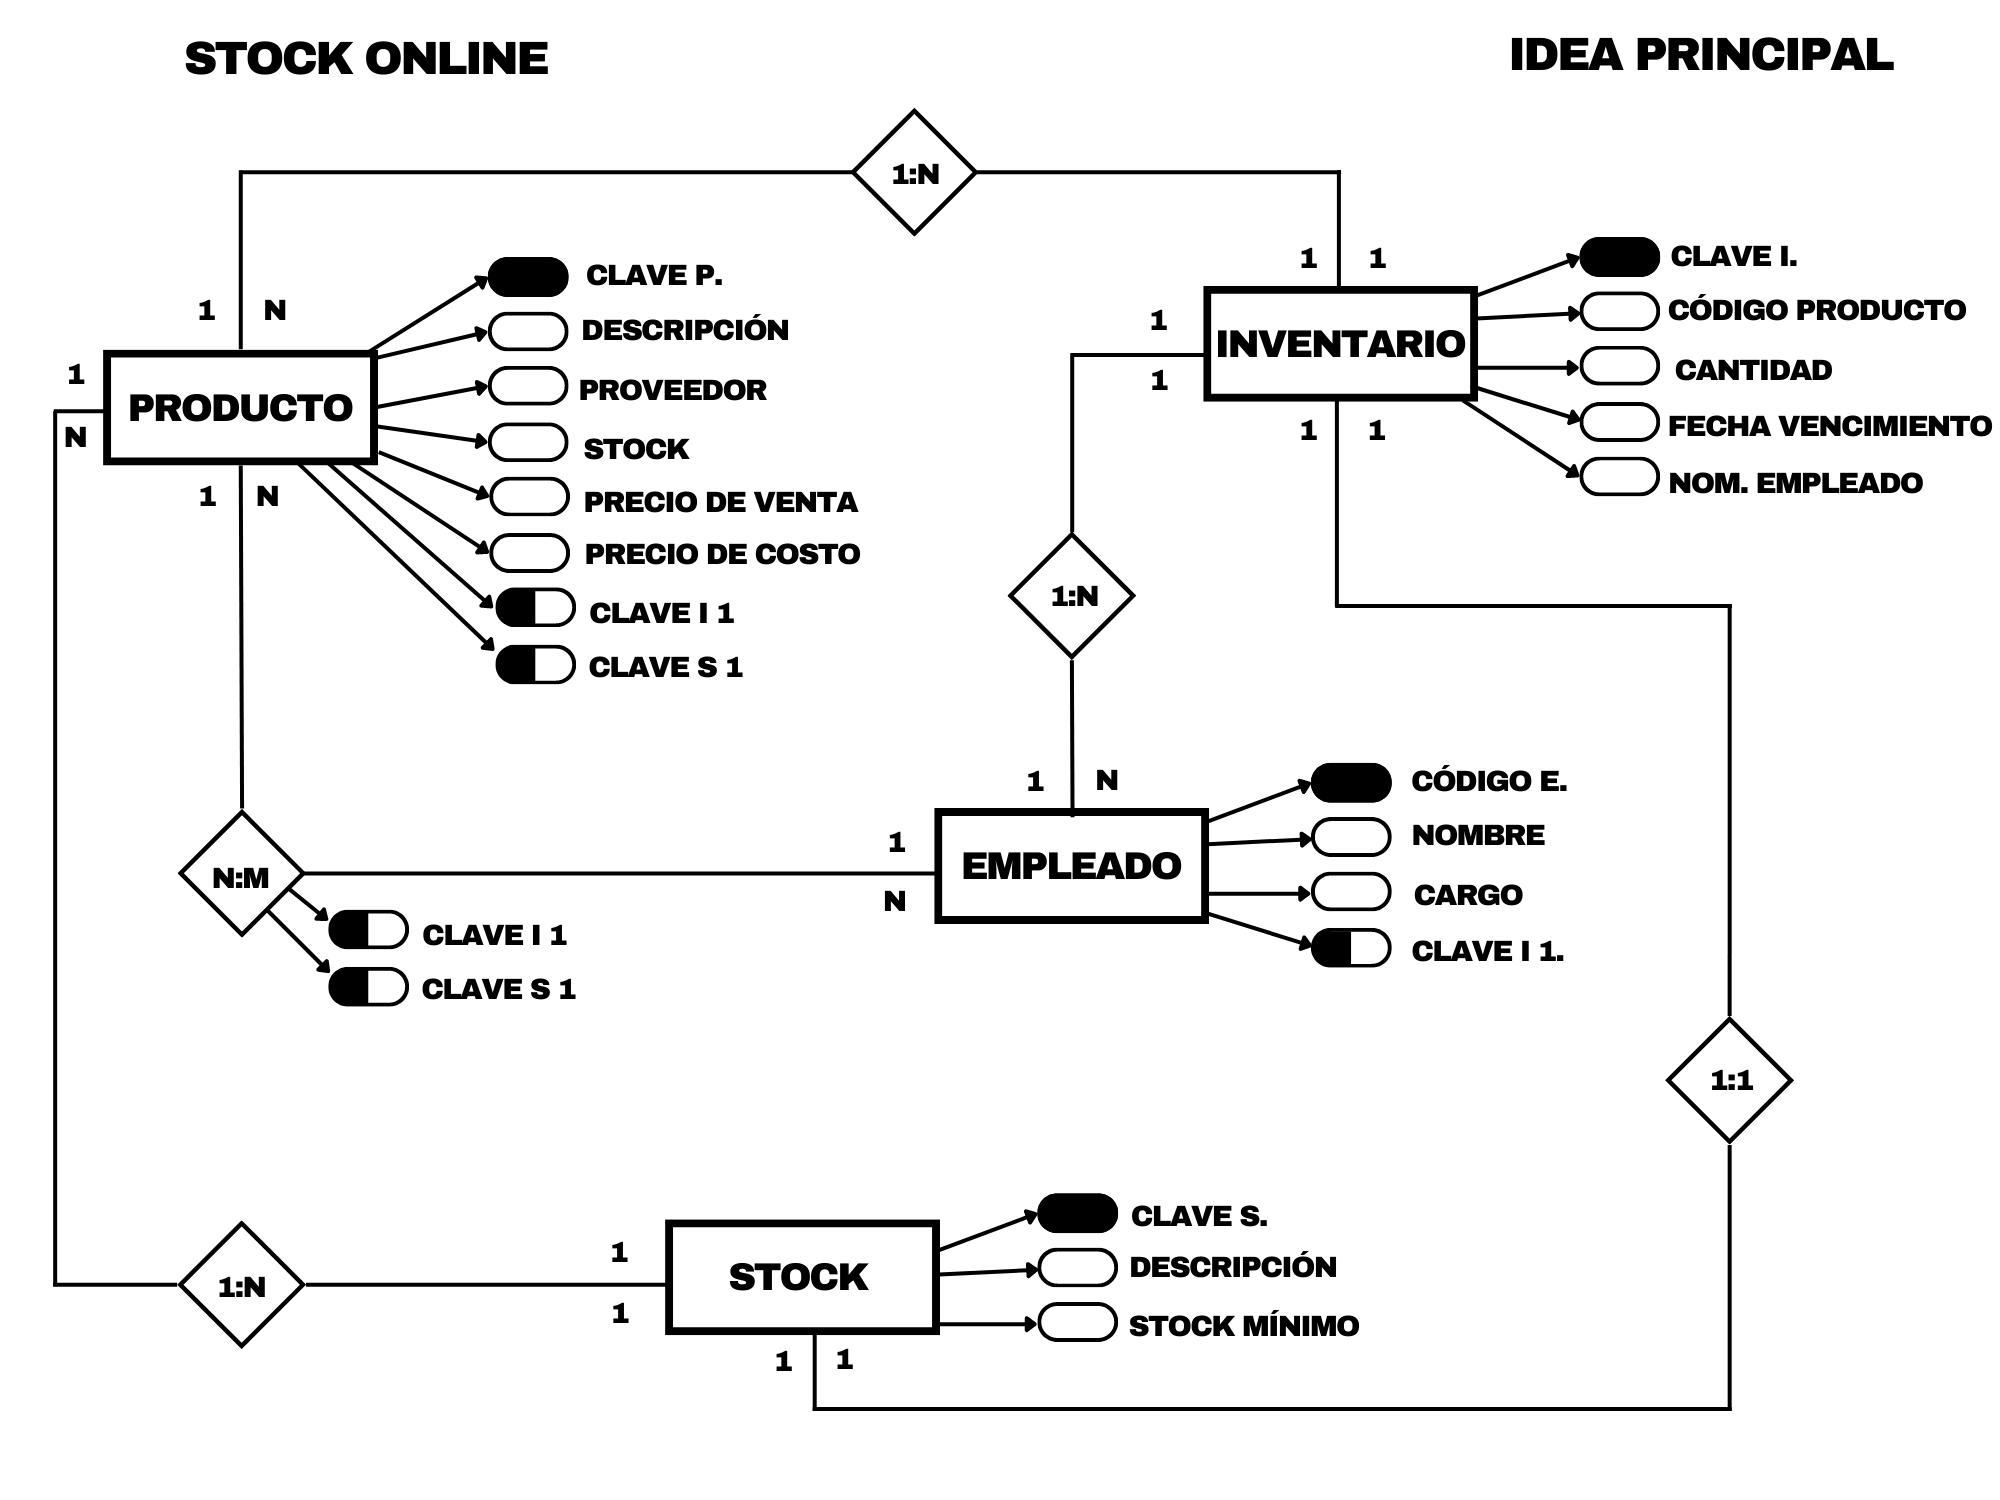 STOCK ONLINE
IDEA PRINCIPAL
1:N
1 N
1
N
PRODUCTO
1 N
CLAVE P.
DESCRIPCIÓN
PROVEEDOR
STOCK
PRECIO DE VENTA
PRECIO DE COSTO
CLAVE I 1
CLAVE S 1
1 1
1
1
INVENTARIO
1 1
CLAVE I.
CÓDIGO PRODUCTO
CANTIDAD
FECHA VENCIMIENTO
NOM. EMPLEADO
1:N
1 N
1
N
EMPLEADO
CÓDIGO E.
NOMBRE
CARGO
CLAVE I 1.
N:M
CLAVE I 1
CLAVE S 1
1:1
1:N
1
1
STOCK
1 1
CLAVE S.
DESCRIPCIÓN
STOCK MÍNIMO